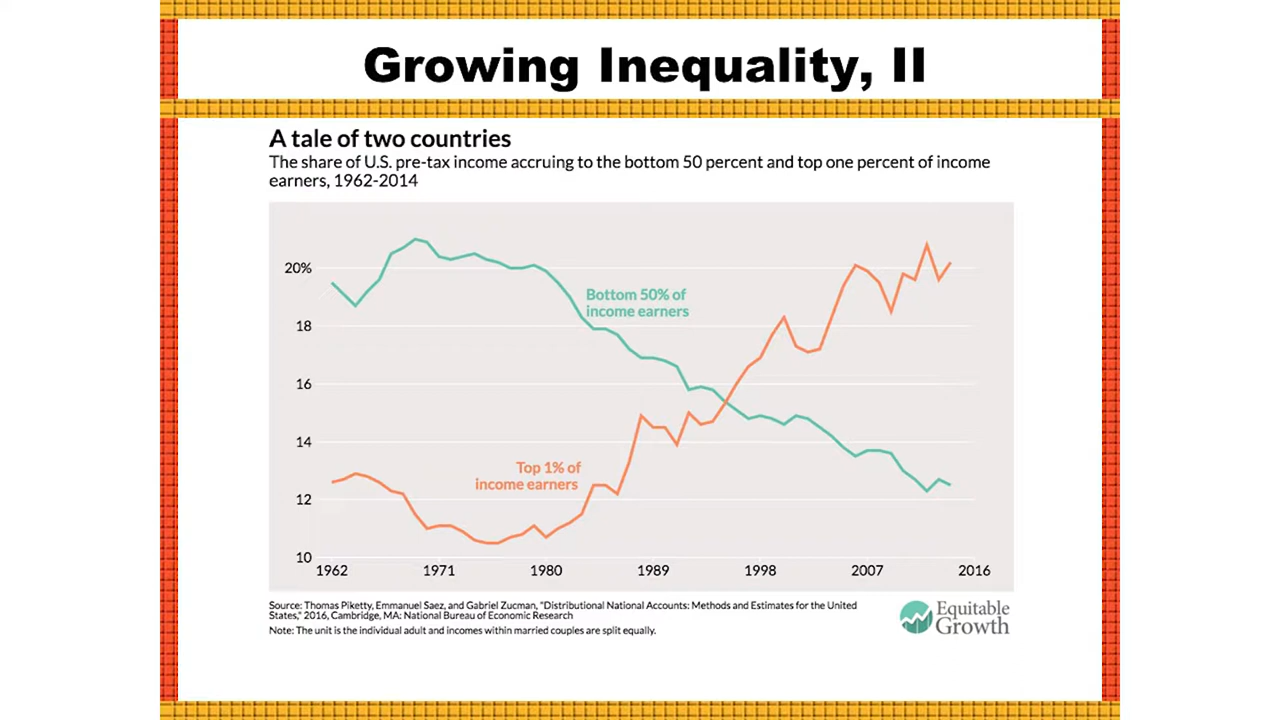 Growing Inequality, II
A tale of two countries
The share of U.S. pre-tax income accruing to the bottom 50 percent and top one percent of income
earners, 1962-2014
20%
18
16
14
12
10
Bottom 50% of
income earners
Top 1% of
income earners
1962 1971 1980 1989 1998 2007 2016
Source: Thomas Piketty, Emmanuel Saez, and Gabriel Zucman, "Distributional National Accounts: Methods and Estimates for the United
States," 2016, Cambridge, MA: National Bureau of Economic Research
Note: The unit is the individual adult and incomes within married couples are split equally.
Equitable
Growth